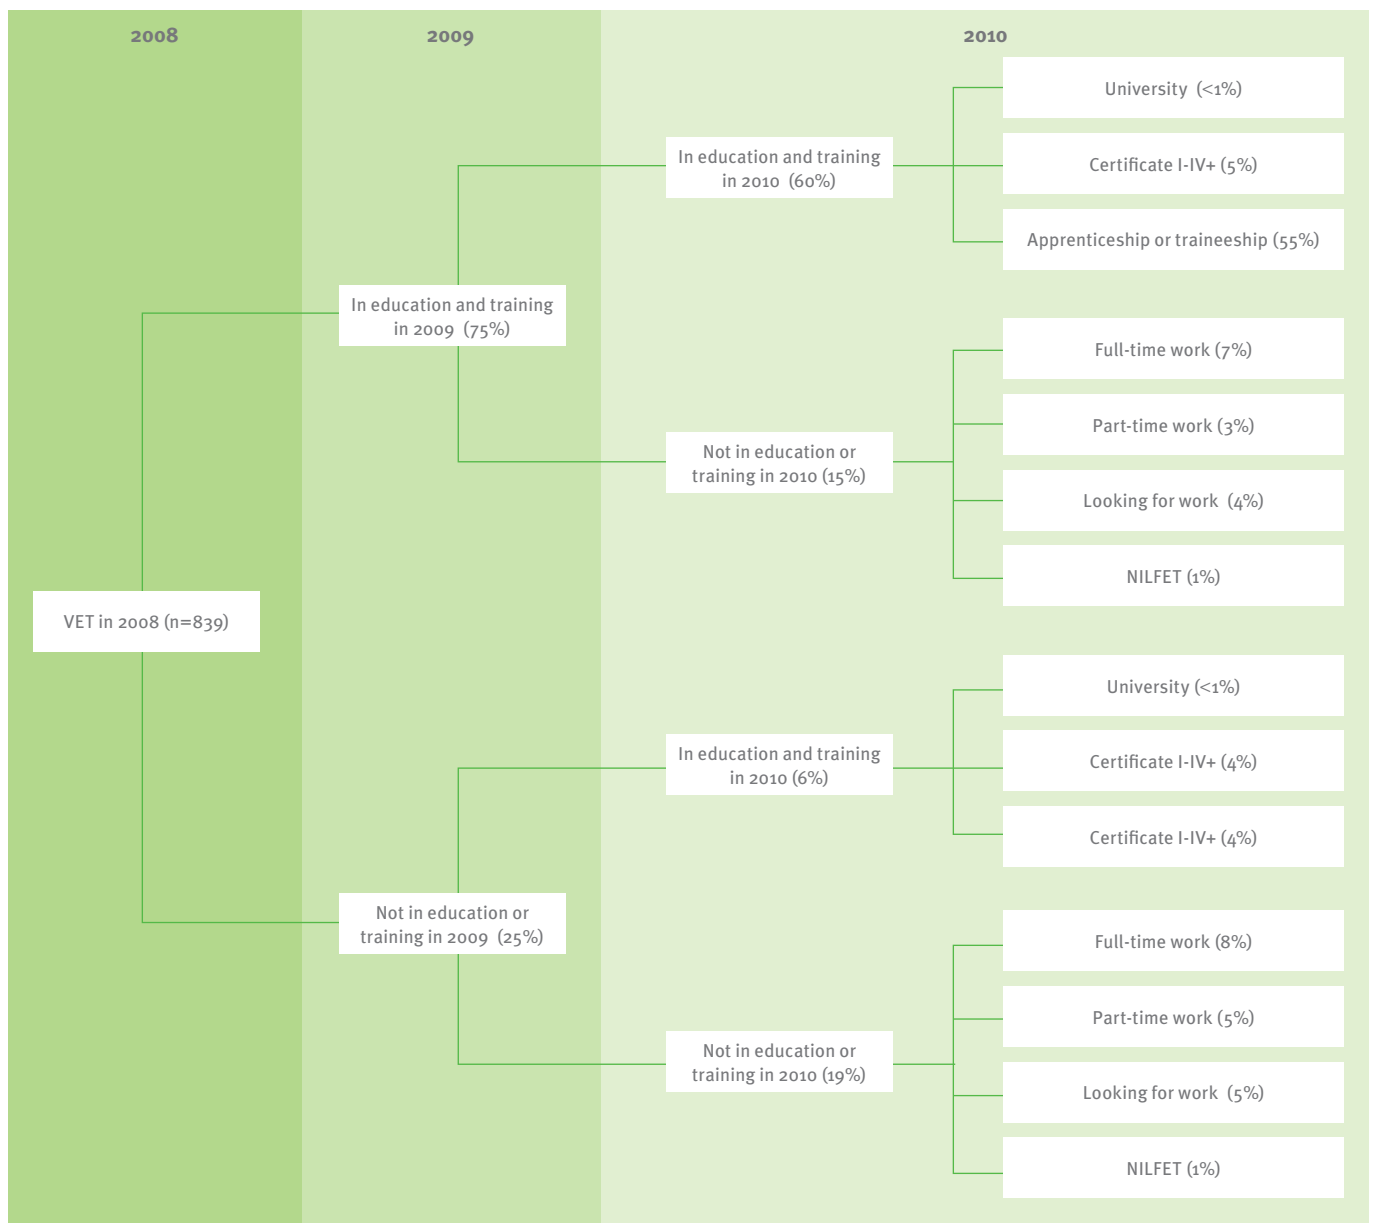 2008
2009
2010
VET in 2008 (n=839)
In education and training
in 2009 (75%)
In education and training
in 2010 (60%)
University (<1%)
Certificate I-IV+ (5%)
Apprenticeship or traineeship (55%)
Not in education or
training in 2010 (15%)
Full-time work (7%)
Part-time work (3%)
Looking for work (4%)
NILFET (1%)
Not in education or
training in 2009 (25%)
In education and training
in 2010 (6%)
University (<1%)
Certificate I-IV+ (4%)
Certificate I-IV+ (4%)
Not in education or
training in 2010 (19%)
Full-time work (8%)
Part-time work (5%)
Looking for work (5%)
NILFET (1%)